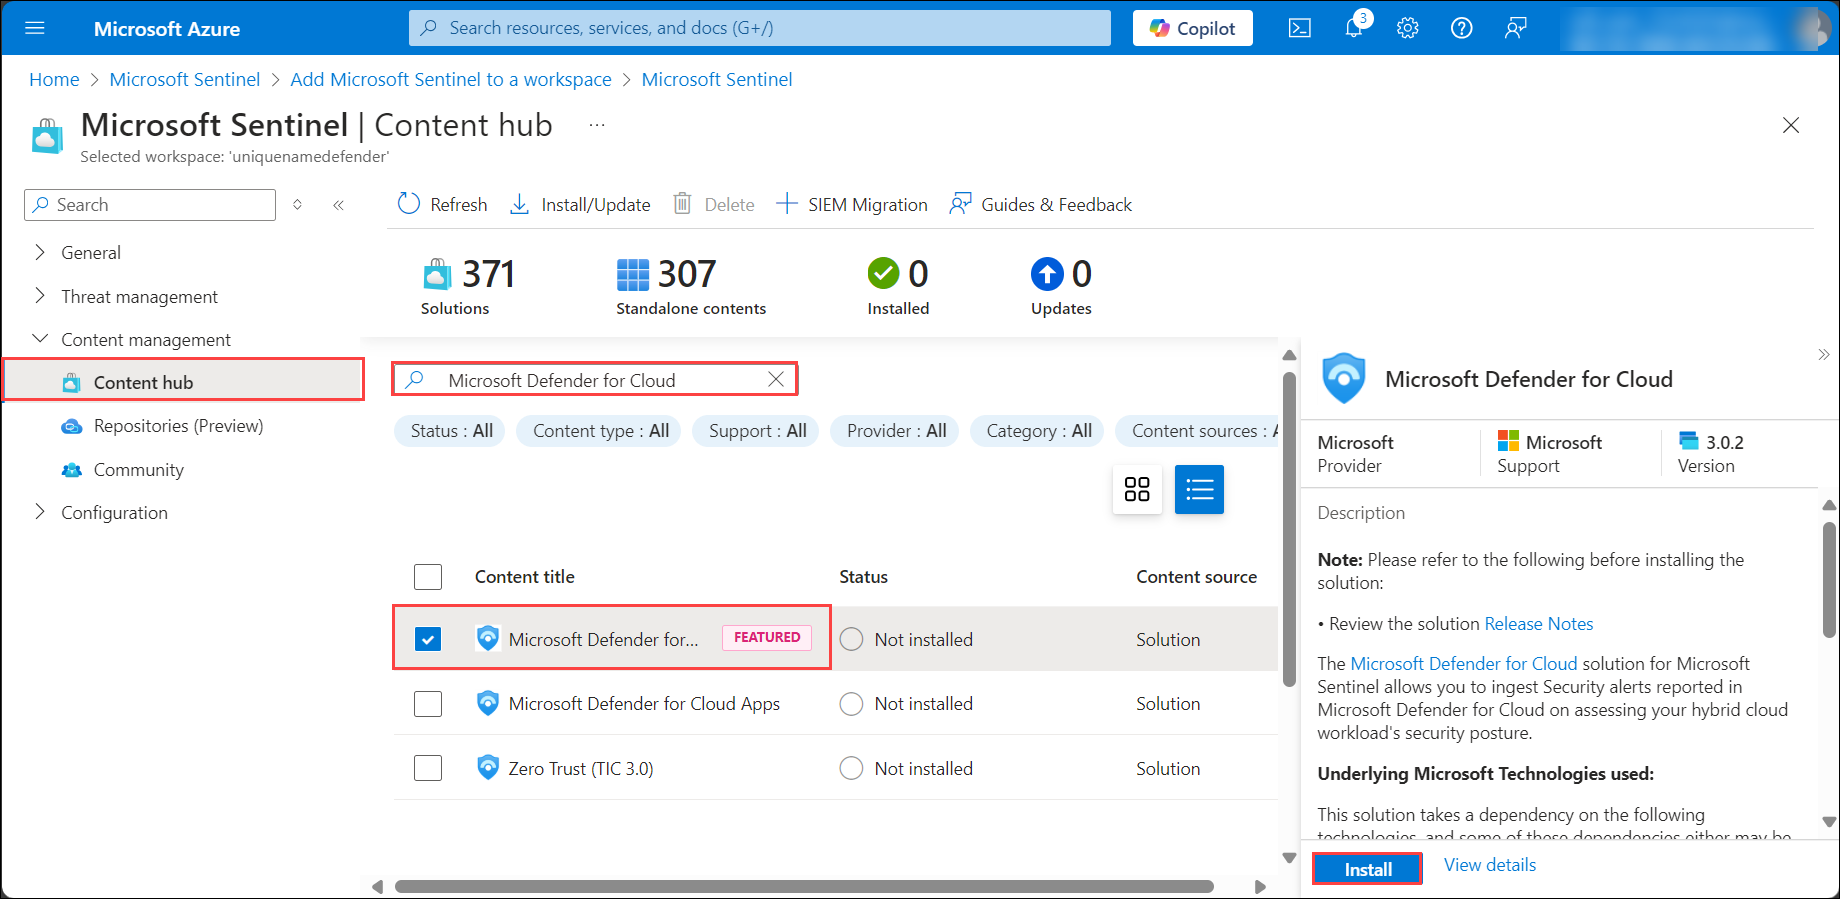 Microsoft Azure
Search resources, services, and docs (G+/)
Copilot
3
Home > Microsoft Sentinel > Add Microsoft Sentinel to a workspace > Microsoft Sentinel
Microsoft Sentinel | Content hub ...
Selected workspace: 'uniquenamedefender'
Search
General
Threat management
Content management
Content hub
Repositories (Preview)
Community
Configuration
Refresh
Install/Update
Delete
SIEM Migration
Guides & Feedback
371
Solutions
307
Standalone contents
0
Installed
0
Updates
Microsoft Defender for Cloud
Status : All
Content type : All
Support : All
Provider : All
Category : All
Content sources :
Content title
Status
Content source
Microsoft Defender for...
FEATURED
Not installed
Solution
Microsoft Defender for Cloud Apps
Not installed
Solution
Zero Trust (TIC 3.0)
Not installed
Solution
Microsoft Defender for Cloud
Microsoft
Provider
Microsoft
Support
3.0.2
Version
Description
Note: Please refer to the following before installing the
solution:
• Review the solution Release Notes
The Microsoft Defender for Cloud solution for Microsoft
Sentinel allows you to ingest Security alerts reported in
Microsoft Defender for Cloud on assessing your hybrid cloud
workload's security posture.
Underlying Microsoft Technologies used:
This solution takes a dependency on the following
technologies, and some of these dependencies either may be
Install
View details